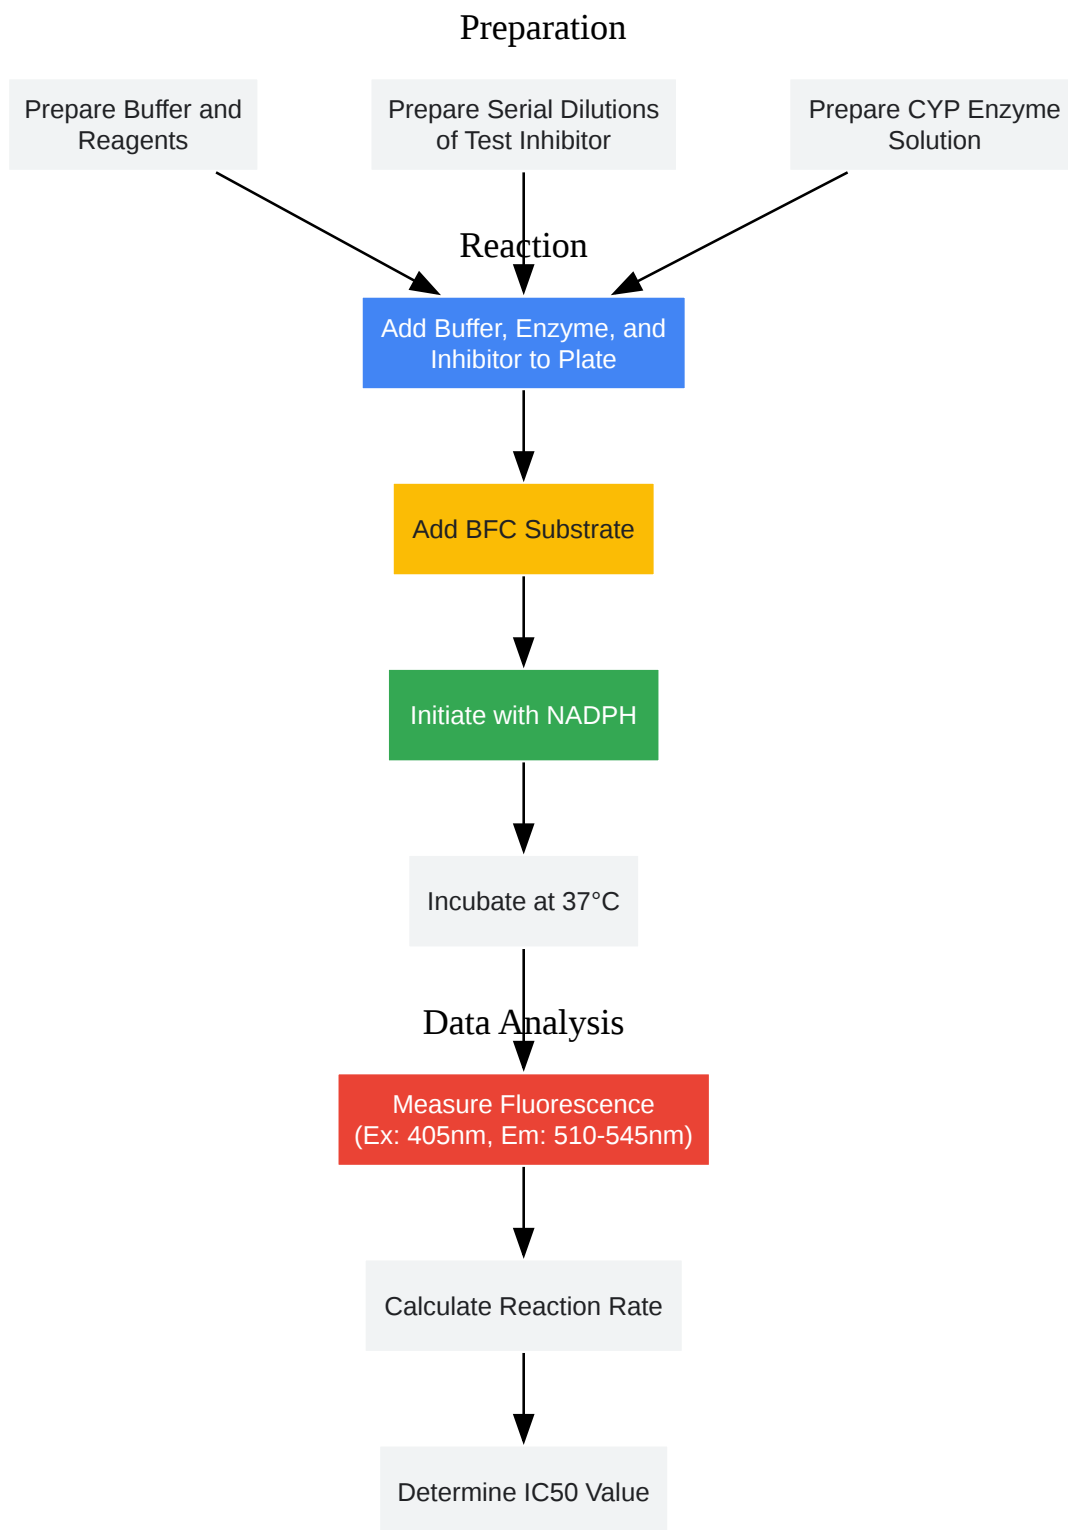 Preparation
Prepare Buffer and
Reagents
Prepare Serial Dilutions
of Test Inhibitor
Prepare CYP Enzyme
Solution
Reaction
Add Buffer, Enzyme, and
Inhibitor to Plate
Add BFC Substrate
Initiate with NADPH
Incubate at 37°C
Data Analysis
Measure Fluorescence
(Ex: 405nm, Em: 510-545nm)
Calculate Reaction Rate
Determine IC50 Value